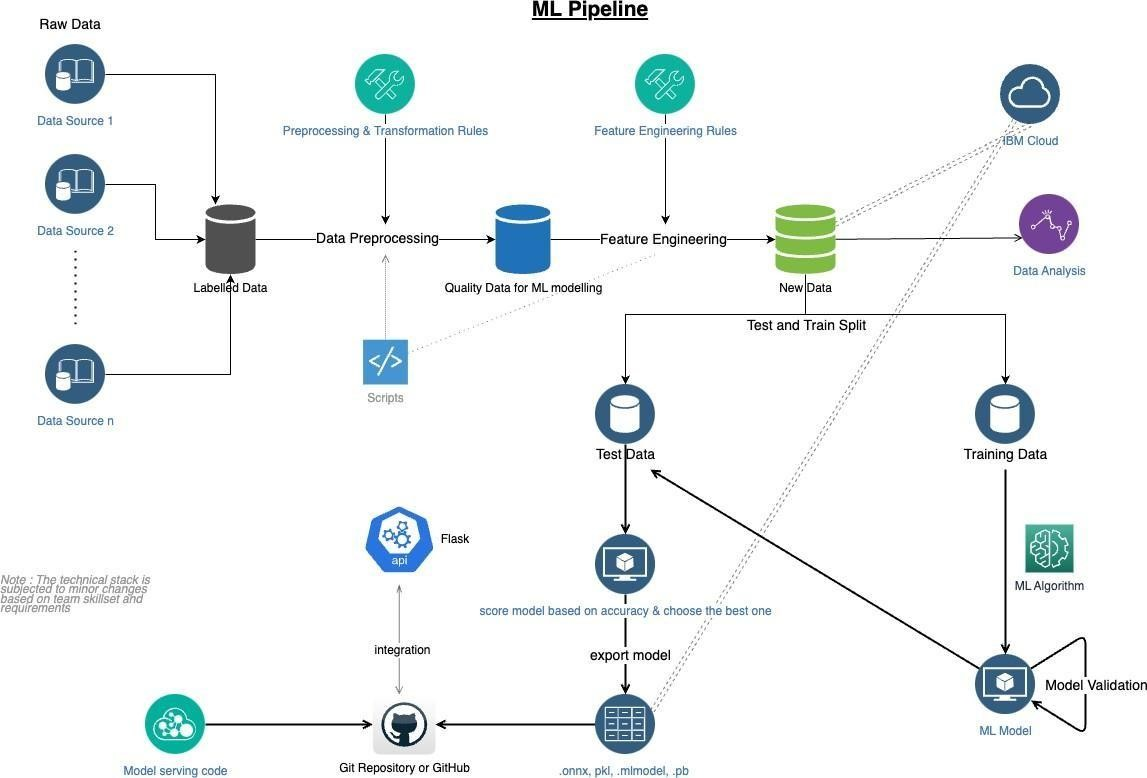 ML Pipeline
Raw Data
Data Source 1
Preprocessing & Transformation Rules
Feature Engineering Rules
IBM Cloud
Data Source 2
Data Preprocessing
Feature Engineering
Labelled Data
Quality Data for ML modelling
New Data
Data Analysis
Test and Train Split
</>
Scripts
Data Source n
Test Data
Training Data
api
Flask
ML Algorithm
Note : The technical stack is
subjected to minor changes
based on team skillset and
requirements
score model based on accuracy & choose the best one
integration
export model
Model Validation
ML Model
Model serving code
Git Repository or GitHub
.onnx, pkl, .mlmodel, .pb